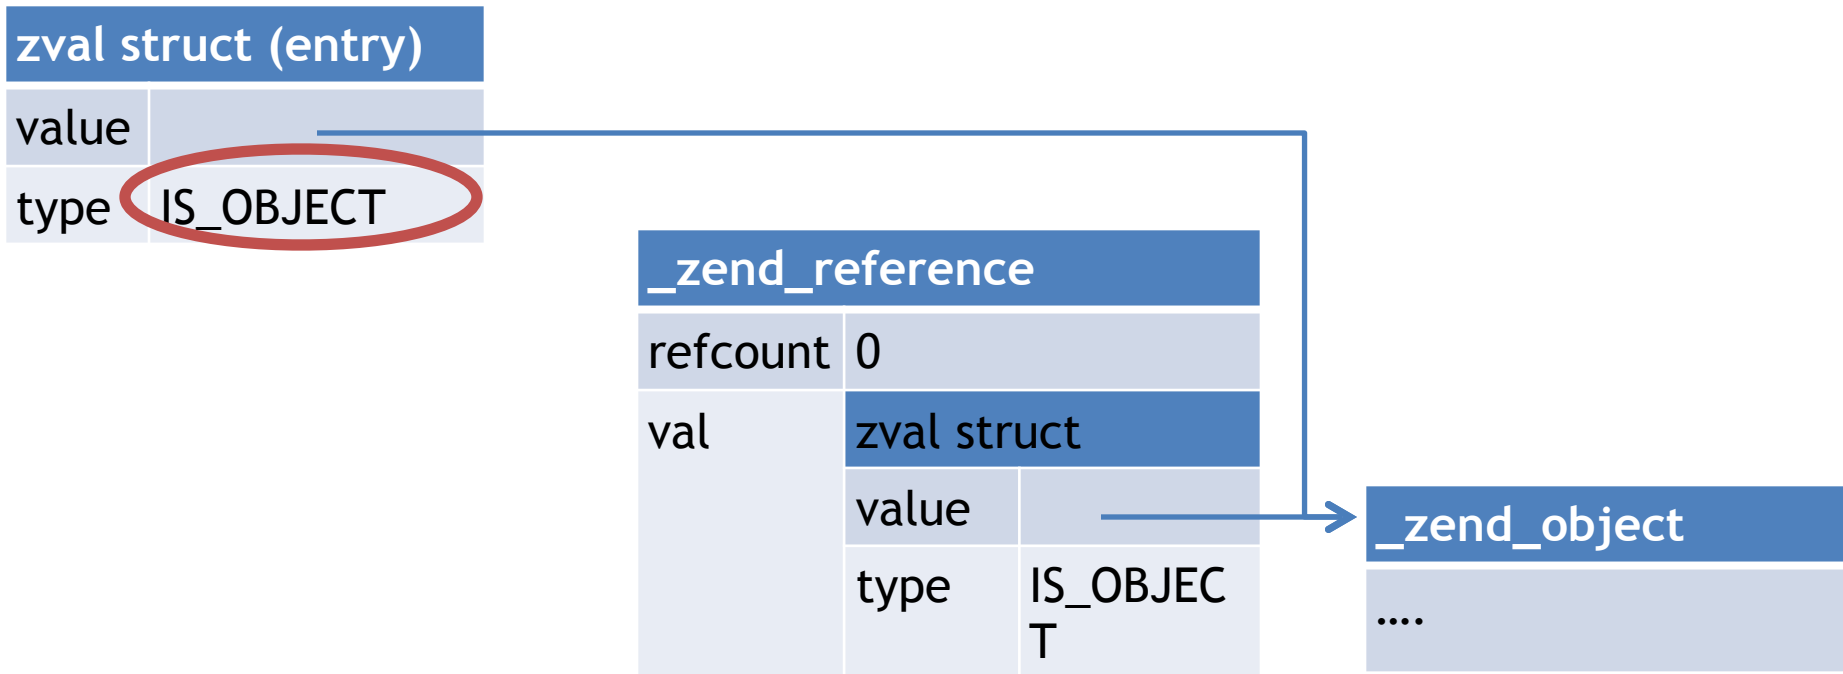 zval struct (entry)
value
type IS_OBJECT
_zend_reference
refcount 0
val zval struct
value
type IS_OBJEC
T
_zend_object
....